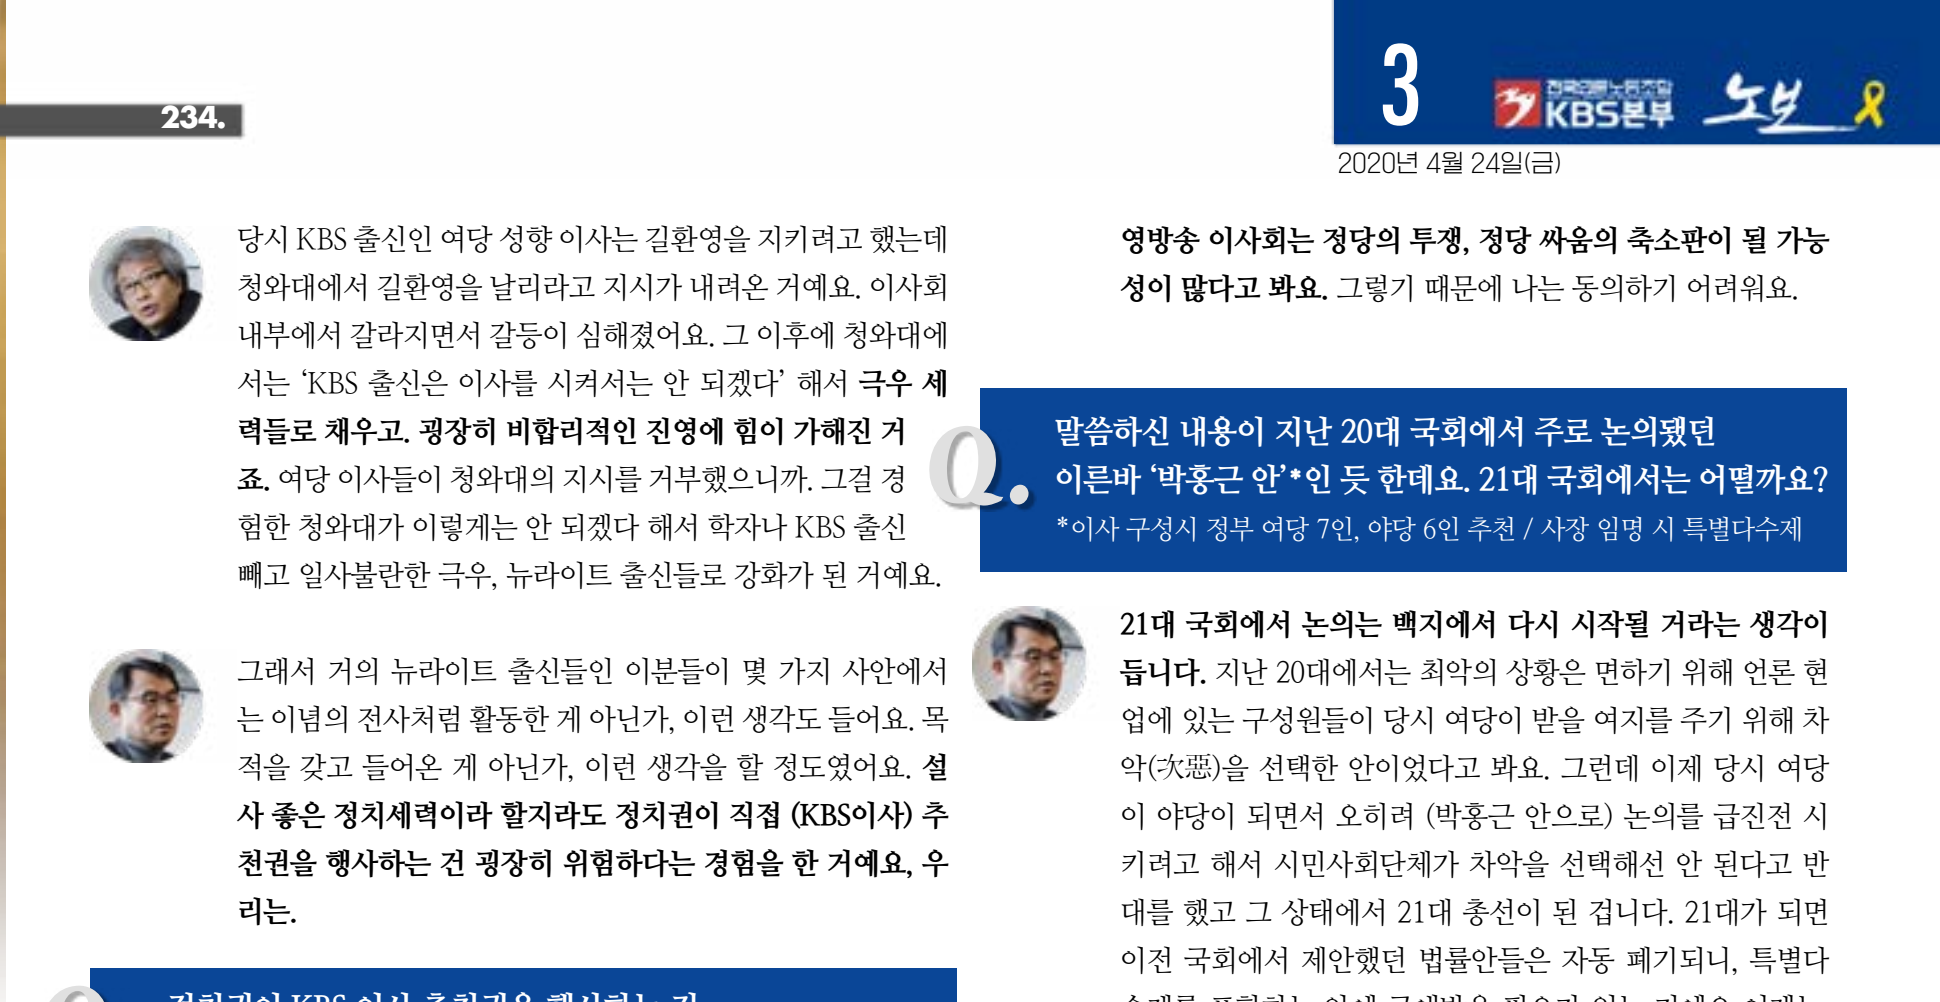 234.
3
전국언론노동조합
KBS본부
노보
2020년 4월 24일(금)
당시 KBS 출신인 여당 성향 이사는 길환영을 지키려고 했는데
청와대에서 길환영을 날리라고 지시가 내려온 거예요. 이사회
내부에서 갈라지면서 갈등이 심해졌어요. 그 이후에 청와대에
서는 ‘KBS 출신은 이사를 시켜서는 안 되겠다’ 해서 극우 세
력들로 채우고. 굉장히 비합리적인 진영에 힘이 가해진 거
죠. 여당 이사들이 청와대의 지시를 거부했으니까. 그걸 경
험한 청와대가 이렇게는 안 되겠다 해서 학자나 KBS 출신
빼고 일사불란한 극우, 뉴라이트 출신들로 강화가 된 거예요.
그래서 거의 뉴라이트 출신들인 이분들이 몇 가지 사안에서
는 이념의 전사처럼 활동한 게 아닌가, 이런 생각도 들어요. 목
적을 갖고 들어온 게 아닌가, 이런 생각을 할 정도였어요. 설
사 좋은 정치세력이라 할지라도 정치권이 직접 (KBS이사) 추
천권을 행사하는 건 굉장히 위험하다는 경험을 한 거예요, 우
리는.
정치권이 KBS 이사 추천권을 행사하는 건
영방송 이사회는 정당의 투쟁, 정당 싸움의 축소판이 될 가능
성이 많다고 봐요. 그렇기 때문에 나는 동의하기 어려워요.
Q.
말씀하신 내용이 지난 20대 국회에서 주로 논의됐던
이른바 ‘박홍근 안’*인 듯 한데요. 21대 국회에서는 어떨까요?
*이사 구성시 정부 여당 7인, 야당 6인 추천 / 사장 임명 시 특별다수제
21대 국회에서 논의는 백지에서 다시 시작될 거라는 생각이
듭니다. 지난 20대에서는 최악의 상황은 면하기 위해 언론 현
업에 있는 구성원들이 당시 여당이 받을 여지를 주기 위해 차
악(次惡)을 선택한 안이었다고 봐요. 그런데 이제 당시 여당
이 야당이 되면서 오히려 (박홍근 안으로) 논의를 급진전 시
키려고 해서 시민사회단체가 차악을 선택해선 안 된다고 반
대를 했고 그 상태에서 21대 총선이 된 겁니다. 21대가 되면
이전 국회에서 제안했던 법률안들은 자동 폐기되니, 특별다